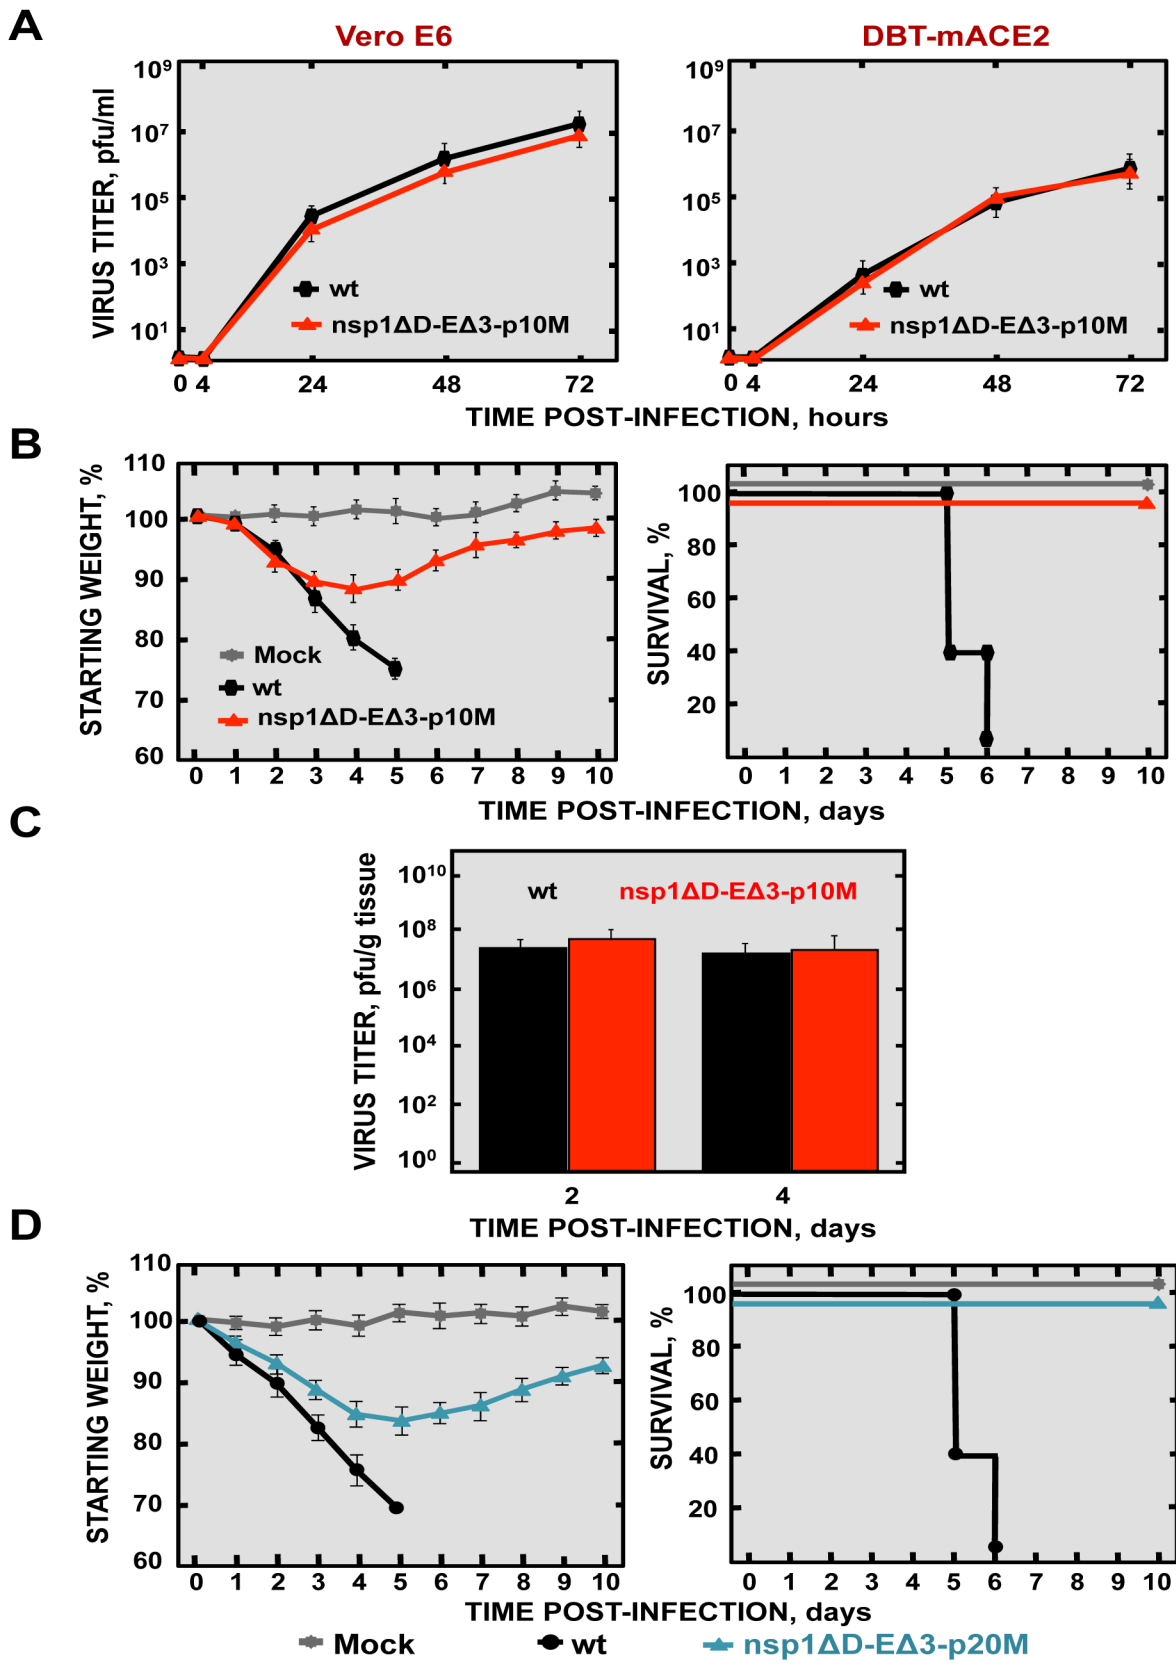 A
Vero E6
DBT-mACE2
VIRUS TITER, pfu/ml
10⁹
10⁷
10⁵
10³
10¹
wt
nsp1ΔD-EΔ3-p10M
0 4 24 48 72
10⁹
10⁷
10⁵
10³
10¹
wt
nsp1ΔD-EΔ3-p10M
0 4 24 48 72
TIME POST-INFECTION, hours
B
STARTING WEIGHT, %
110
100
90
80
70
60
Mock
wt
nsp1ΔD-EΔ3-p10M
0 1 2 3 4 5 6 7 8 9 10
SURVIVAL, %
100
80
60
40
20
0 1 2 3 4 5 6 7 8 9 10
TIME POST-INFECTION, days
C
VIRUS TITER, pfu/g tissue
10¹⁰
10⁸
10⁶
10⁴
10²
10⁰
wt nsp1ΔD-EΔ3-p10M
2 4
TIME POST-INFECTION, days
D
STARTING WEIGHT, %
110
100
90
80
70
60
0 1 2 3 4 5 6 7 8 9 10
SURVIVAL, %
100
80
60
40
20
0 1 2 3 4 5 6 7 8 9 10
TIME POST-INFECTION, days
Mock wt nsp1ΔD-EΔ3-p20M